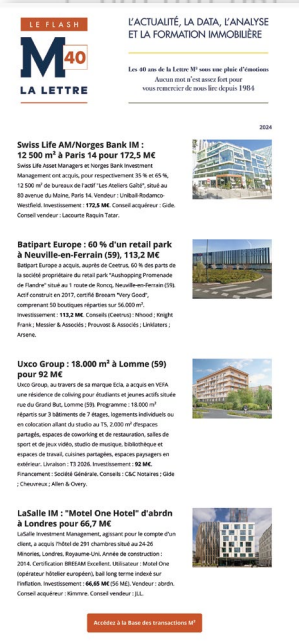 LE FLASH
M² 40
LA LETTRE
L'ACTUALITÉ, LA DATA, L'ANALYSE
ET LA FORMATION IMMOBILIÈRE
Les 40 ans de la Lettre M² sous une pluie d'émotions
Aucun mot n'est assez fort pour
vous remercier de nous lire depuis 1984
2024
Swiss Life AM/Norges Bank IM :
12 500 m² à Paris 14 pour 172,5 M€
Swiss Life Asset Managers et Norges Bank Investment
Management ont acquis, pour respectivement 35 % et 65 %,
12 500 m² de bureaux de l'actif "Les Ateliers Gaîté", situé au
80 avenue du Maine, Paris 14. Vendeur : Unibail-Rodamco-
Westfield. Investissement : 172,5 M€. Conseil acquéreur : Gide.
Conseil vendeur : Lacourte Raquin Tatar.
Batipart Europe : 60 % d'un retail park
à Neuville-en-Ferrain (59), 113,2 M€
Batipart Europe a acquis, auprès de Ceetrus, 60 % des parts de
la société propriétaire du retail park "Aushopping Promenade
de Flandre" situé au 1 route de Roncq, Neuville-en-Ferrain (59).
Actif construit en 2017, certifié Breeam "Very Good",
comprenant 50 boutiques réparties sur 56.000 m².
Investissement : 113,2 M€. Conseils (Ceetrus) : Nhood ; Knight
Frank ; Messier & Associés ; Prouvost & Associés ; Linklaters ;
Arsene.
Uxco Group : 18.000 m² à Lomme (59)
pour 92 M€
Uxco Group, au travers de sa marque Ecla, a acquis en VEFA
une résidence de coliving pour étudiants et jeunes actifs située
rue du Grand But, Lomme (59). Programme : 18.000 m²
répartis sur 3 bâtiments de 7 étages, logements individuels ou
en colocation allant du studio au T5, 2.000 m² d'espaces
partagés, espaces de coworking et de restauration, salles de
sport et de jeux vidéo, studio de musique, bibliothèque et
espaces de travail, cuisines partagées, espaces paysagers en
extérieur. Livraison : T3 2026. Investissement : 92 M€.
Financement : Société Générale. Conseils : C&C Notaires ; Gide
; Cheuvreux ; Allen & Overy.
LaSalle IM : "Motel One Hotel" d'abrdn
à Londres pour 66,7 M€
LaSalle Investment Management, agissant pour le compte d'un
client, a acquis l'hôtel de 291 chambres situé au 24-26
Minories, Londres, Royaume-Uni. Année de construction :
2014. Certification BREEAM Excellent. Utilisateur : Motel One
(opérateur hôtelier européen), bail long terme indexé sur
l'inflation. Investissement : 66,65 M€ (56 M£). Vendeur : abrdn.
Conseil acquéreur : Kimmre. Conseil vendeur : JLL.
Accédez à la Base des transactions M²